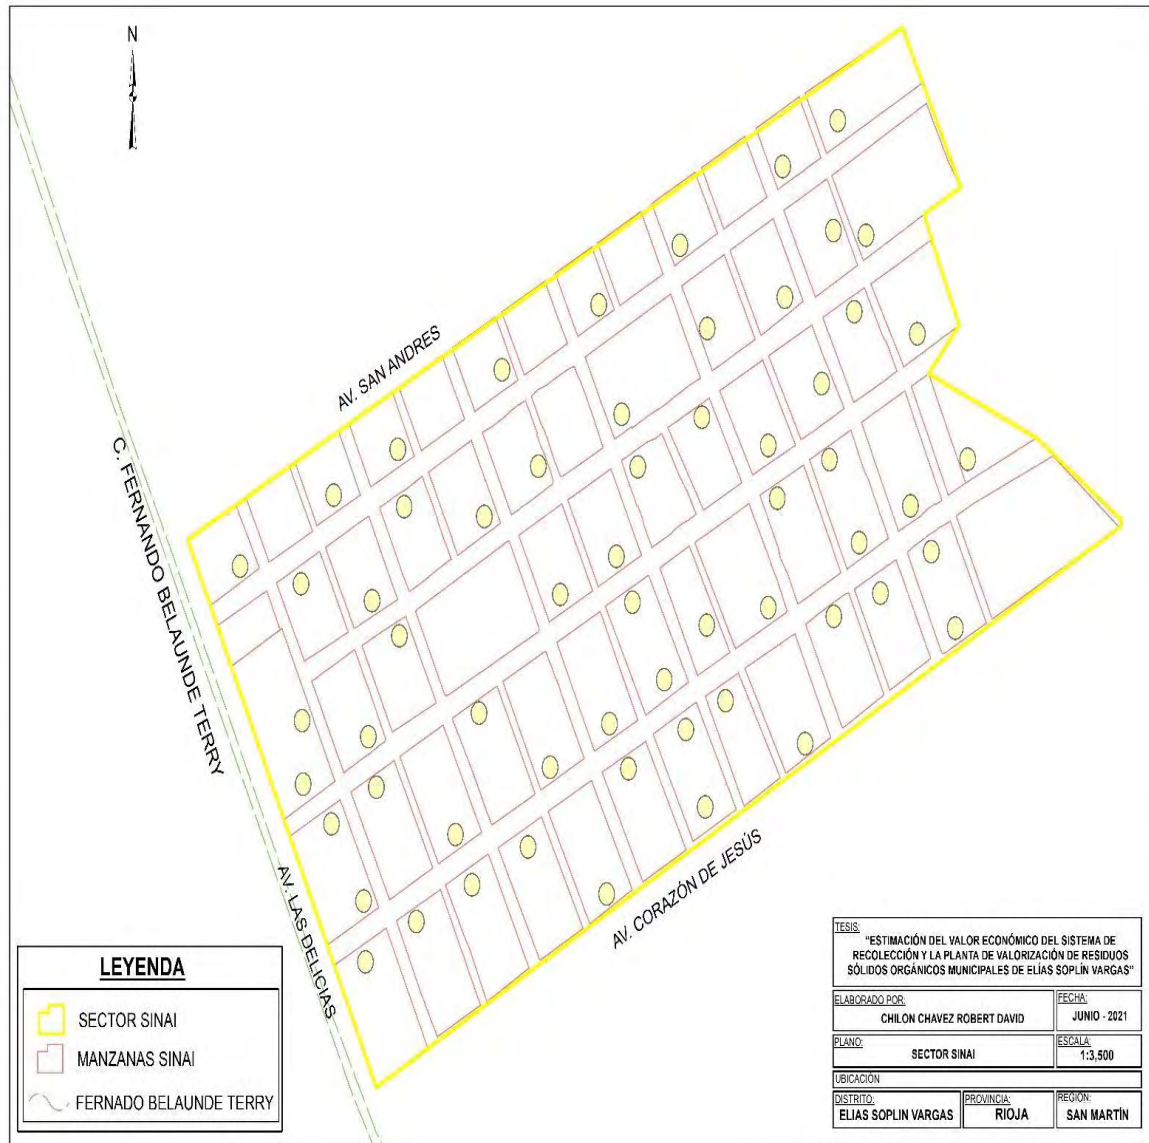 N
AV. SAN ANDRES
C. FERNANDO BELAUNDE TERRY
AV. LAS DELICIAS
AV. CORAZÓN DE JESÚS
LEYENDA
SECTOR SINAI
MANZANAS SINAI
FERNADO BELAUNDE TERRY
TESIS:
"ESTIMACIÓN DEL VALOR ECONÓMICO DEL SISTEMA DE
RECOLECCIÓN Y LA PLANTA DE VALORIZACIÓN DE RESIDUOS
SÓLIDOS ORGÁNICOS MUNICIPALES DE ELÍAS SOPLÍN VARGAS"
ELABORADO POR:
CHILON CHAVEZ ROBERT DAVID
FECHA:
JUNIO - 2021
PLANO:
SECTOR SINAI
ESCALA:
1:3,500
UBICACIÓN
DISTRITO:
ELIAS SOPLIN VARGAS
PROVINCIA:
RIOJA
REGIÓN:
SAN MARTÍN